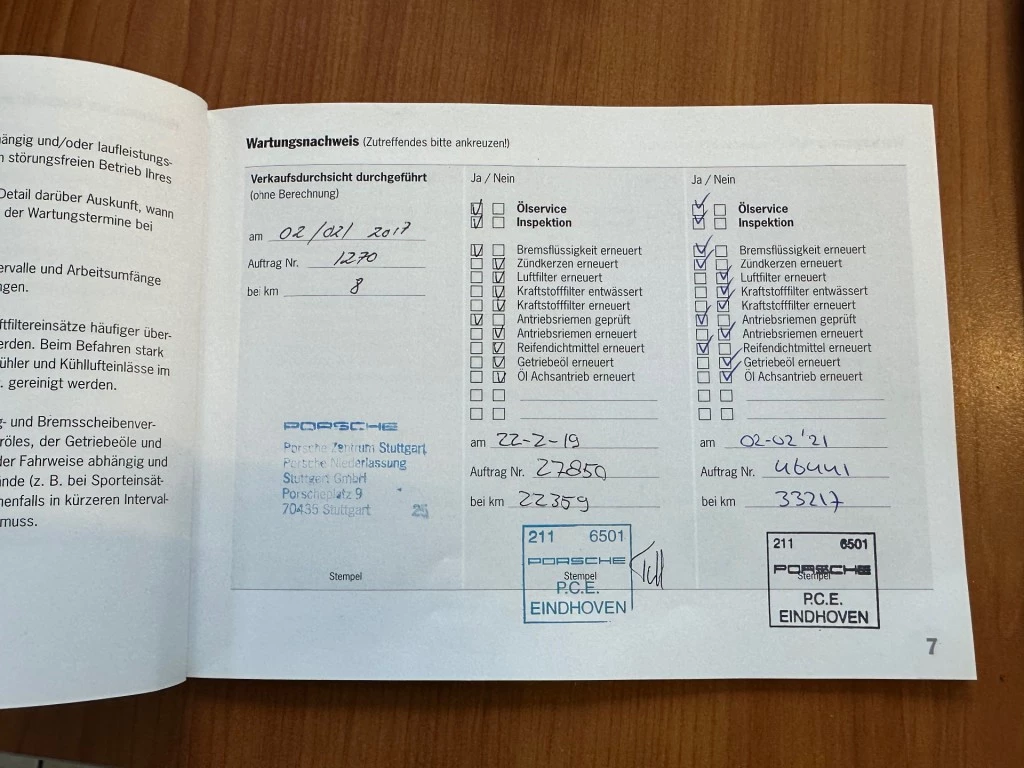 ängig und/oder laufleistungs-
störungsfreien Betrieb Ihres
Detail darüber Auskunft, wann
der Wartungstermine bei
ervalle und Arbeitsumfänge
ngen.
ftfiltereinsätze häufiger über-
erden. Beim Befahren stark
ühler und Kühllufteinlässe im
. gereinigt werden.
g- und Bremsscheibenver-
röles, der Getriebeöle und
der Fahrweise abhängig und
ände (z. B. bei Sporteinsät-
nenfalls in kürzeren Interval-
muss.
Wartungsnachweis (Zutreffendes bitte ankreuzen!)
Verkaufsdurchsicht durchgeführt
(ohne Berechnung)
am 02/02/2017
Auftrag Nr. 1270
bei km 8
PORSCHE
Porsche Zentrum Stuttgart
Porsche Niederlassung
Stuttgart GmbH
Porscheplatz 9
70435 Stuttgart 25
Stempel
Ja / Nein
Ölservice
Inspektion
Bremsflüssigkeit erneuert
Zündkerzen erneuert
Luftfilter erneuert
Kraftstofffilter entwässert
Kraftstofffilter erneuert
Antriebsriemen geprüft
Antriebsriemen erneuert
Reifendichtmittel erneuert
Getriebeöl erneuert
Öl Achsantrieb erneuert
am 22-2-19
Auftrag Nr. 27850
bei km 22359
211 6501
PORSCHE
Stempel
P.C.E.
EINDHOVEN
Ja / Nein
Ölservice
Inspektion
Bremsflüssigkeit erneuert
Zündkerzen erneuert
Luftfilter erneuert
Kraftstofffilter entwässert
Kraftstofffilter erneuert
Antriebsriemen geprüft
Antriebsriemen erneuert
Reifendichtmittel erneuert
Getriebeöl erneuert
Öl Achsantrieb erneuert
am 02-02'21
Auftrag Nr. 46441
bei km 33217
211 6501
PORSCHE
Stempel
P.C.E.
EINDHOVEN
7